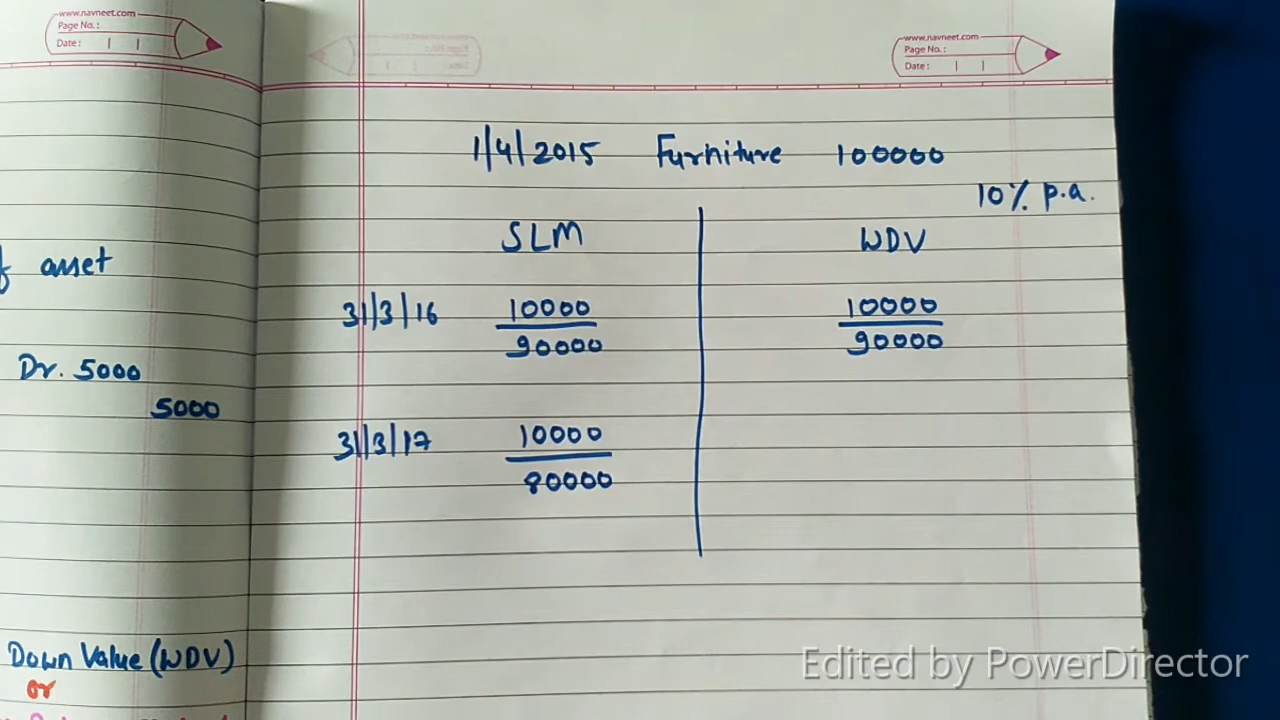 www.navneet.com
Page No. :
Date :
www.navneet.com
Page No. :
Date :
1/4/2015 Furniture 100000
10% p.a.
SLM WDV
asset
31/3/16 10000 10000
90000 90000
Dr. 5000
5000
31/3/17 10000
80000
Down Value (WDV)
or
Edited by PowerDirector